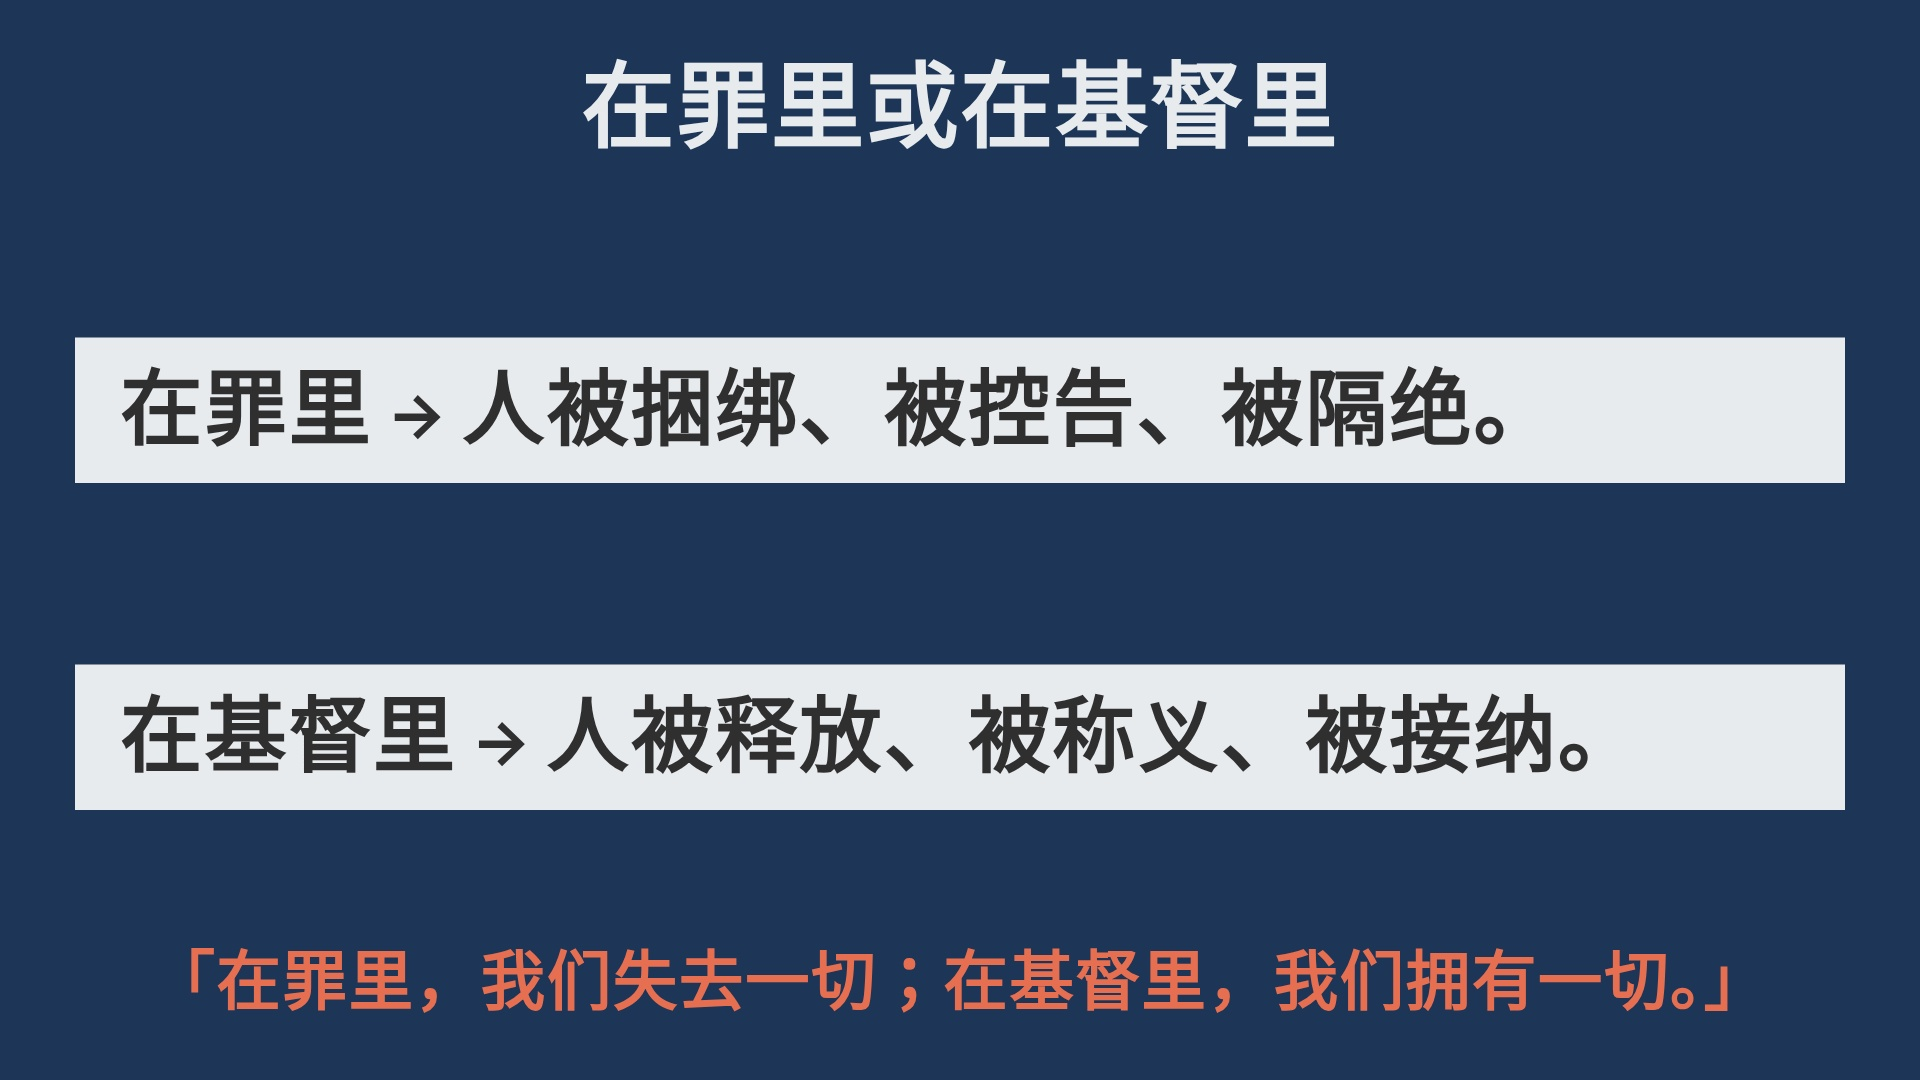 在罪里或在基督里
在罪里 → 人被捆绑、被控告、被隔绝。
在基督里 → 人被释放、被称义、被接纳。
「在罪里，我们失去一切；在基督里，我们拥有一切。」